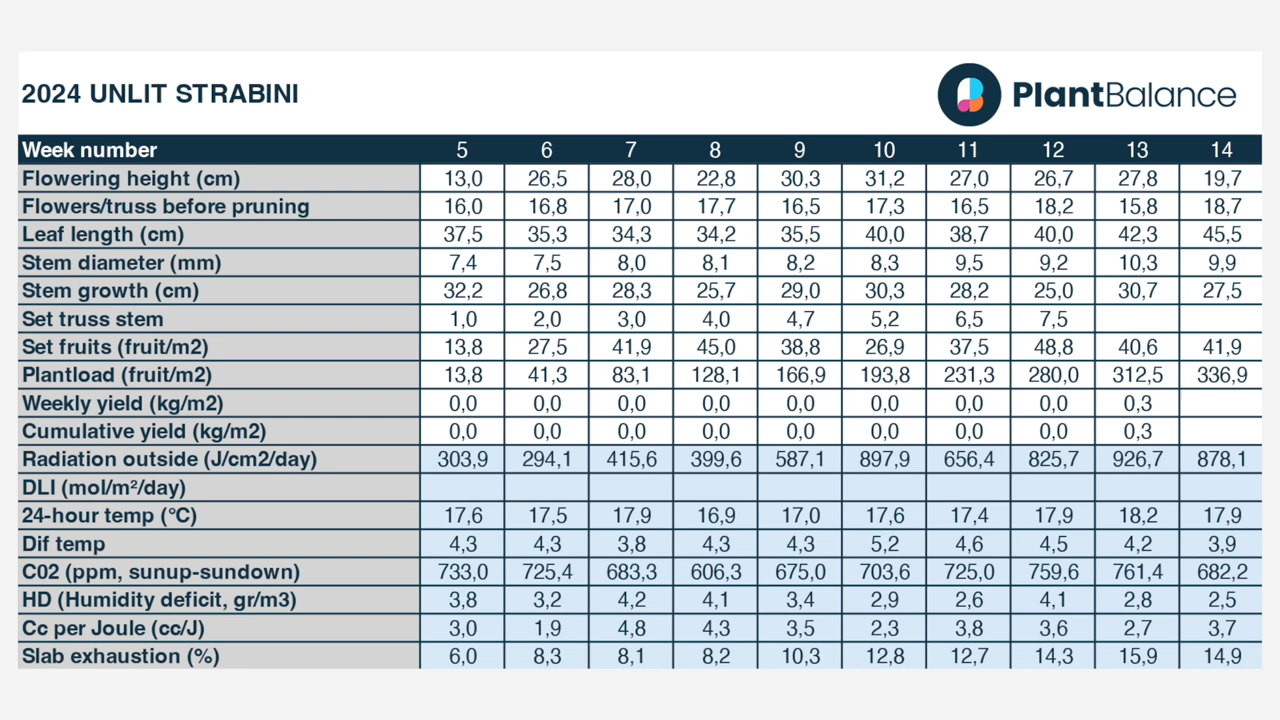 2024 UNLIT STRABINI
PlantBalance
Week number 5 6 7 8 9 10 11 12 13 14
Flowering height (cm) 13,0 26,5 28,0 22,8 30,3 31,2 27,0 26,7 27,8 19,7
Flowers/truss before pruning 16,0 16,8 17,0 17,7 16,5 17,3 16,5 18,2 15,8 18,7
Leaf length (cm) 37,5 35,3 34,3 34,2 35,5 40,0 38,7 40,0 42,3 45,5
Stem diameter (mm) 7,4 7,5 8,0 8,1 8,2 8,3 9,5 9,2 10,3 9,9
Stem growth (cm) 32,2 26,8 28,3 25,7 29,0 30,3 28,2 25,0 30,7 27,5
Set truss stem 1,0 2,0 3,0 4,0 4,7 5,2 6,5 7,5
Set fruits (fruit/m2) 13,8 27,5 41,9 45,0 38,8 26,9 37,5 48,8 40,6 41,9
Plantload (fruit/m2) 13,8 41,3 83,1 128,1 166,9 193,8 231,3 280,0 312,5 336,9
Weekly yield (kg/m2) 0,0 0,0 0,0 0,0 0,0 0,0 0,0 0,0 0,3
Cumulative yield (kg/m2) 0,0 0,0 0,0 0,0 0,0 0,0 0,0 0,0 0,3
Radiation outside (J/cm2/day) 303,9 294,1 415,6 399,6 587,1 897,9 656,4 825,7 926,7 878,1
DLI (mol/m²/day)
24-hour temp (°C) 17,6 17,5 17,9 16,9 17,0 17,6 17,4 17,9 18,2 17,9
Dif temp 4,3 4,3 3,8 4,3 4,3 5,2 4,6 4,5 4,2 3,9
C02 (ppm, sunup-sundown) 733,0 725,4 683,3 606,3 675,0 703,6 725,0 759,6 761,4 682,2
HD (Humidity deficit, gr/m3) 3,8 3,2 4,2 4,1 3,4 2,9 2,6 4,1 2,8 2,5
Cc per Joule (cc/J) 3,0 1,9 4,8 4,3 3,5 2,3 3,8 3,6 2,7 3,7
Slab exhaustion (%) 6,0 8,3 8,1 8,2 10,3 12,8 12,7 14,3 15,9 14,9